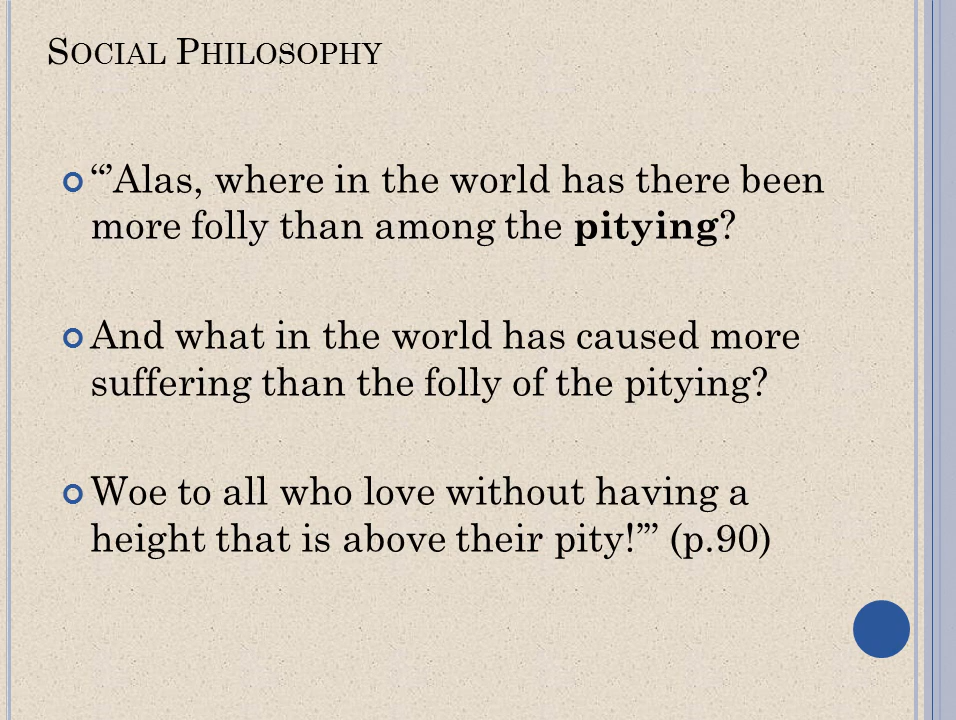 SOCIAL PHILOSOPHY
“’Alas, where in the world has there been
more folly than among the pitying?
And what in the world has caused more
suffering than the folly of the pitying?
Woe to all who love without having a
height that is above their pity!’” (p.90)